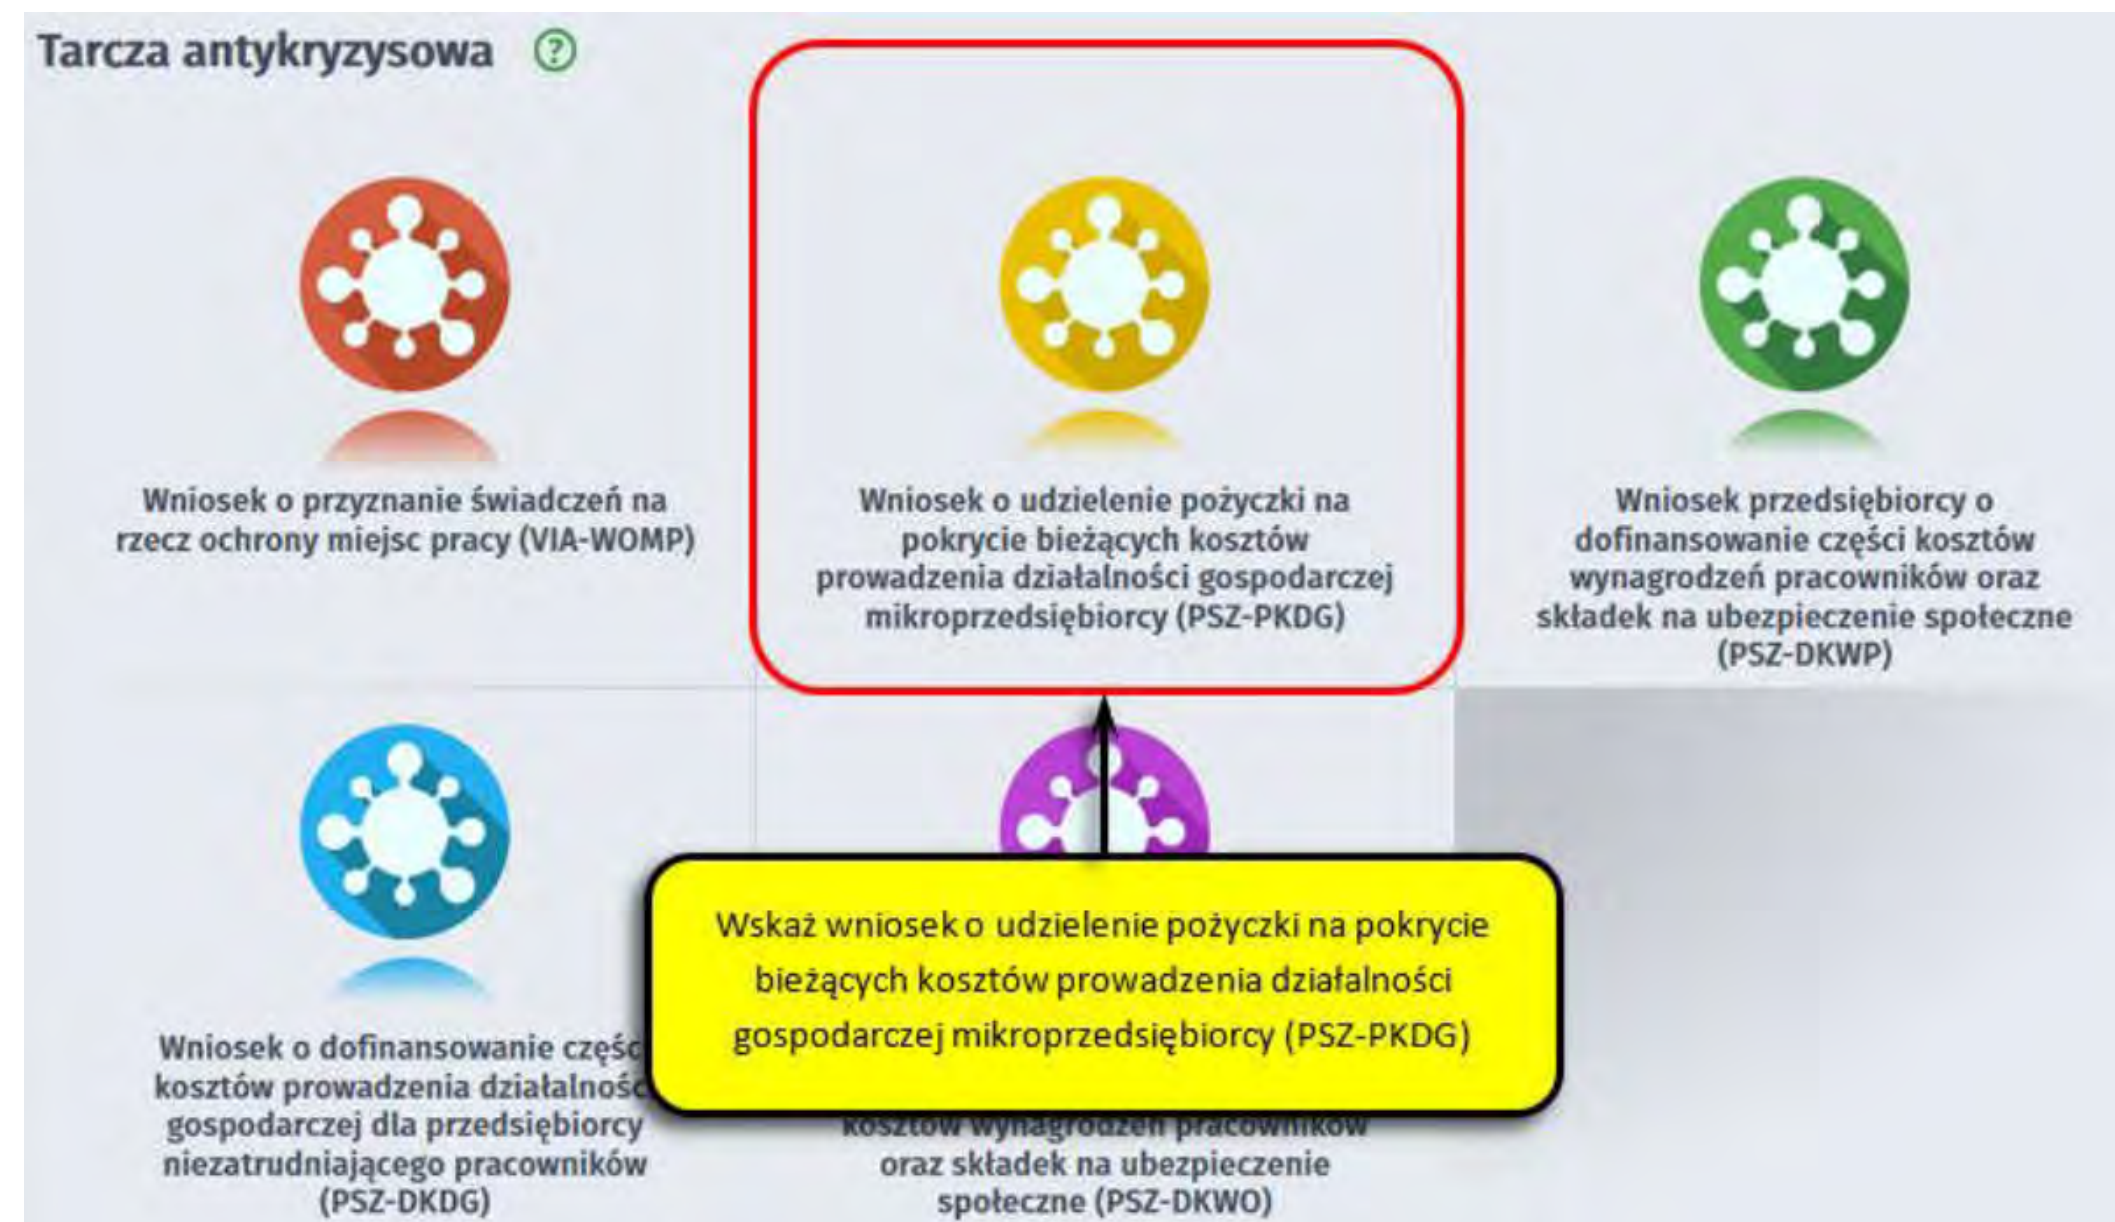 Tarcza antykryzysowa ?
Wniosek o przyznanie świadczeń na
rzecz ochrony miejsc pracy (VIA-WOMP)
Wniosek o udzielenie pożyczki na
pokrycie bieżących kosztów
prowadzenia działalności gospodarczej
mikroprzedsiębiorcy (PSZ-PKDG)
Wniosek przedsiębiorcy o
dofinansowanie części kosztów
wynagrodzeń pracowników oraz
składek na ubezpieczenie społeczne
(PSZ-DKWP)
Wniosek o dofinansowanie częśc
kosztów prowadzenia działalnośc
gospodarczej dla przedsiębiorcy
niezatrudniającego pracowników
(PSZ-DKDG)
Wskaż wniosek o udzielenie pożyczki na pokrycie
bieżących kosztów prowadzenia działalności
gospodarczej mikroprzedsiębiorcy (PSZ-PKDG)
kosztów wynagrodzeń pracowników
oraz składek na ubezpieczenie
społeczne (PSZ-DKWO)